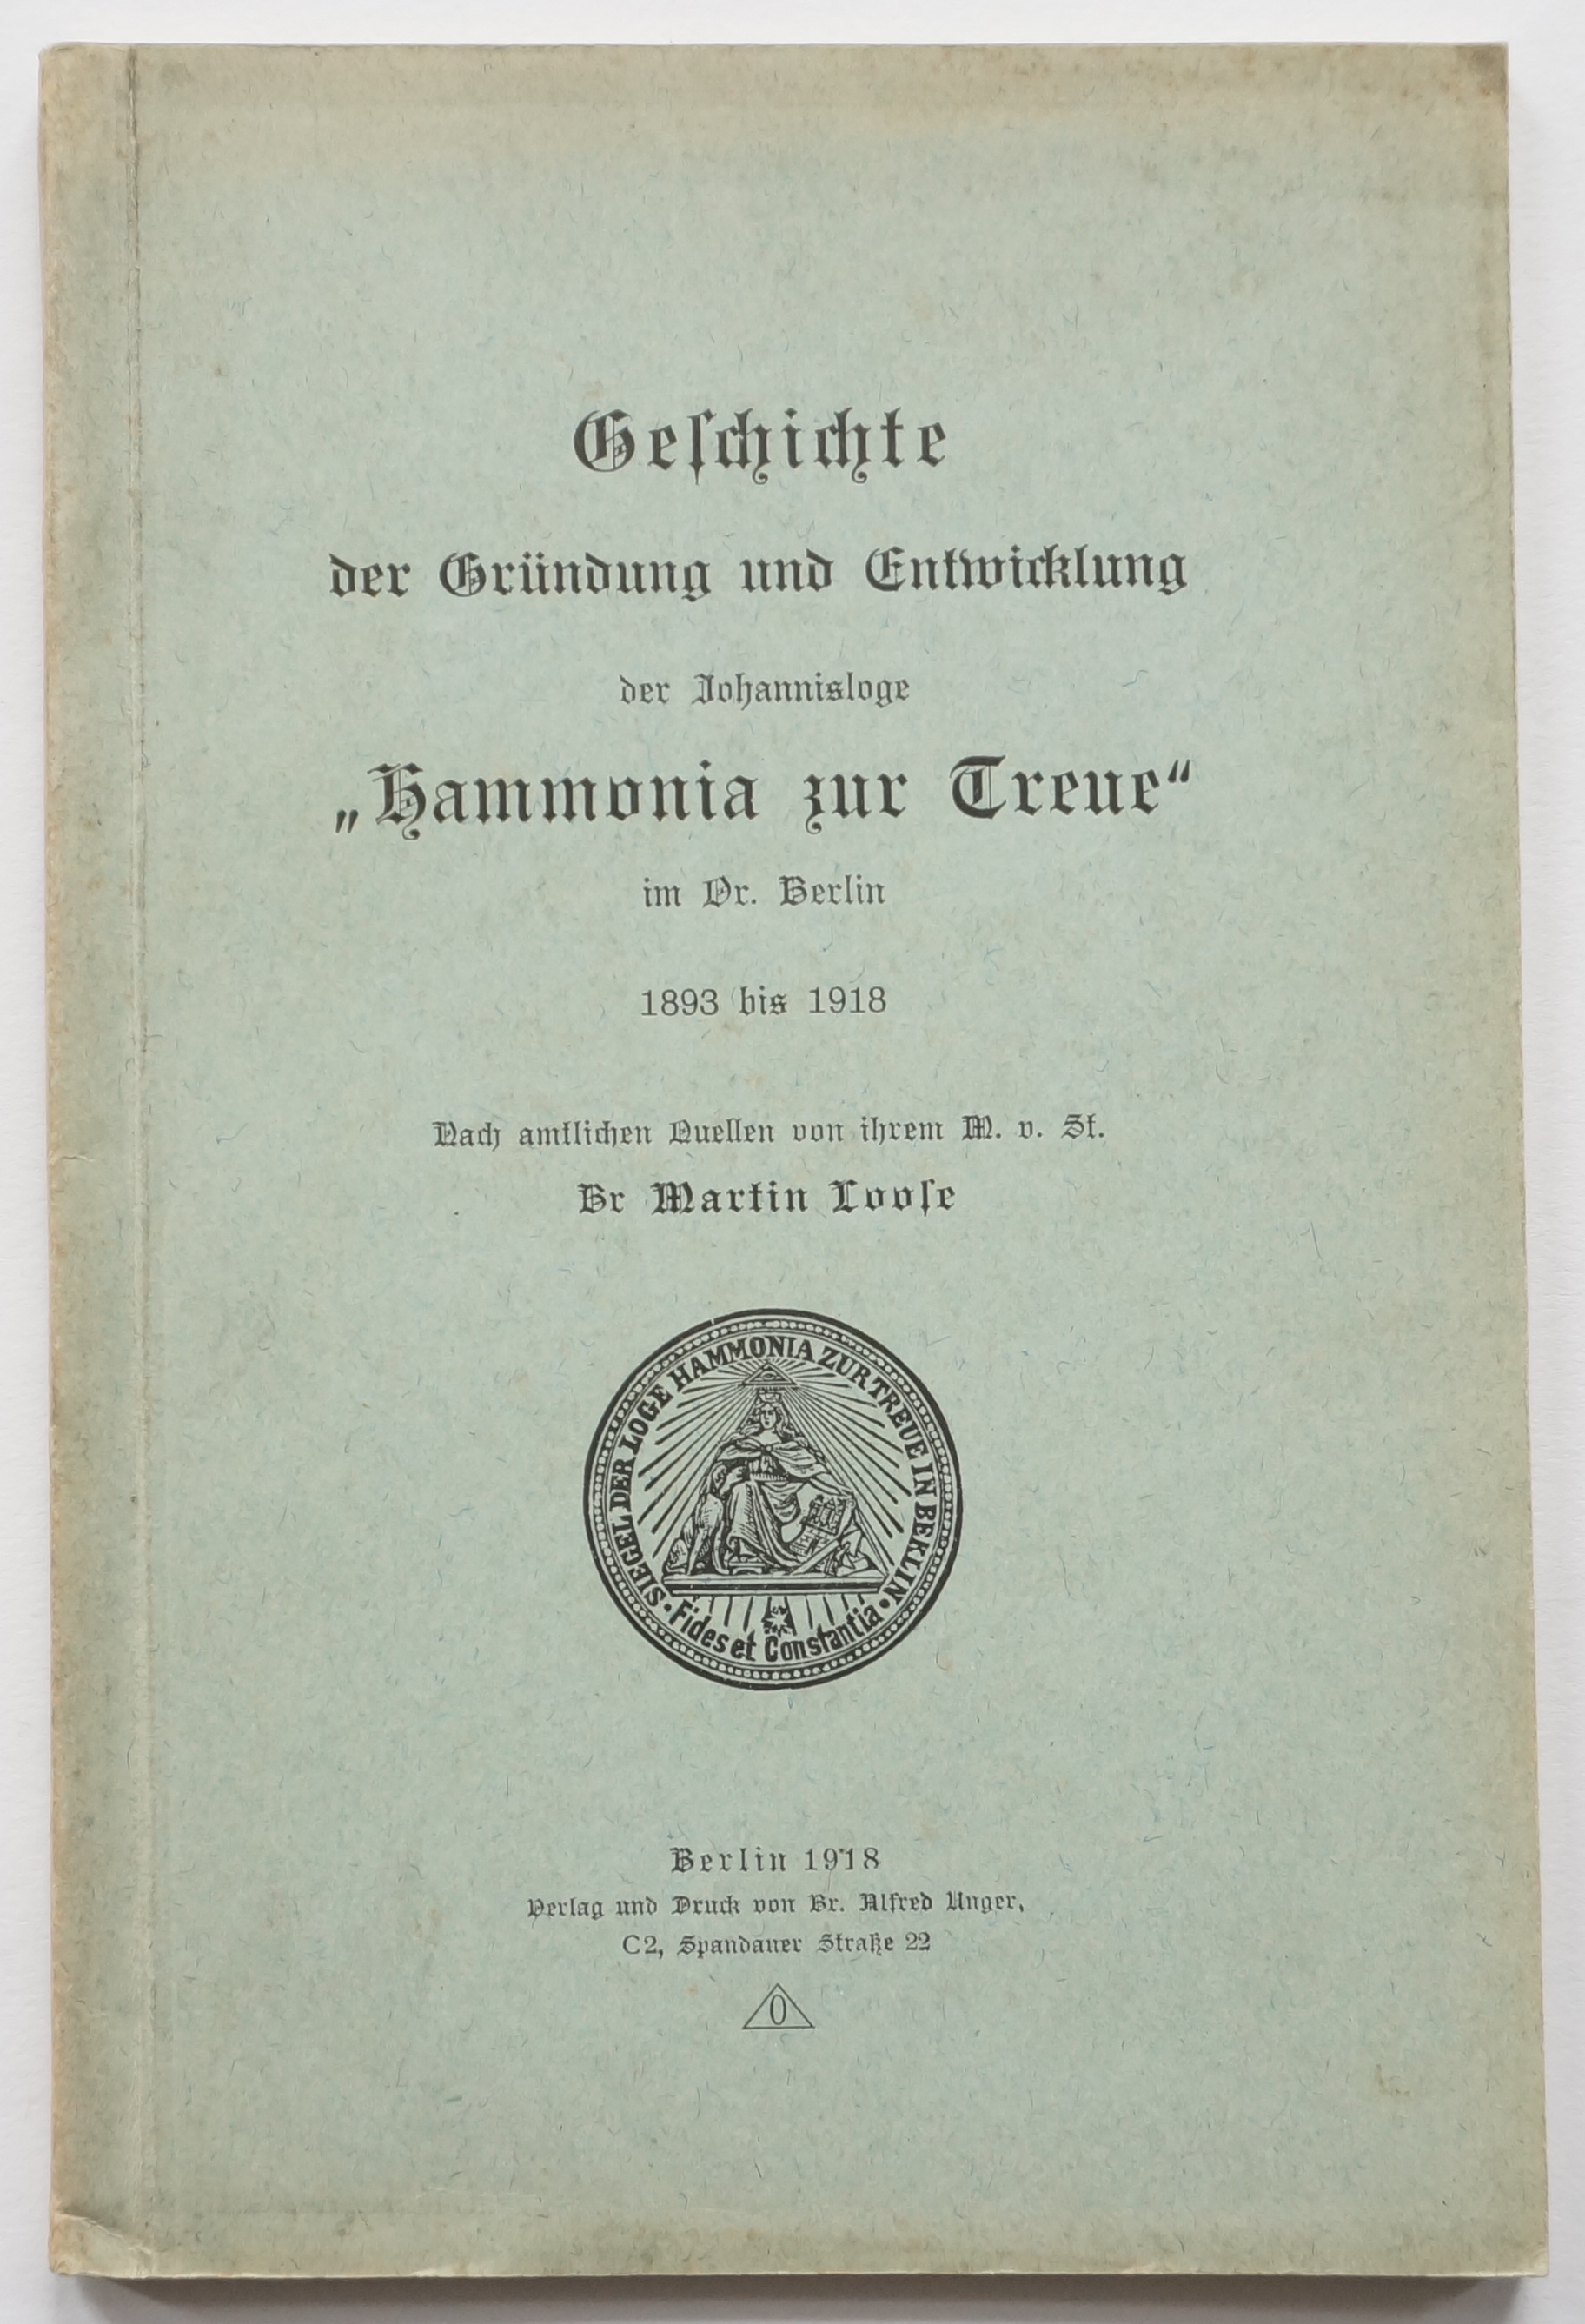 Geſchichte
der Gründung und Entwicklung
der Johannisloge
„Hammonia zur Treue“
im Or. Berlin
1893 bis 1918
Nach amtlichen Quellen von ihrem M. v. St.
Br Martin Looſe
SIEGEL DER LOGE HAMMONIA ZUR TREUE IN BERLIN
Fides et Constantia
Berlin 1918
Verlag und Druck von Br. Alfred Unger,
C2, Spandauer Straße 22
0